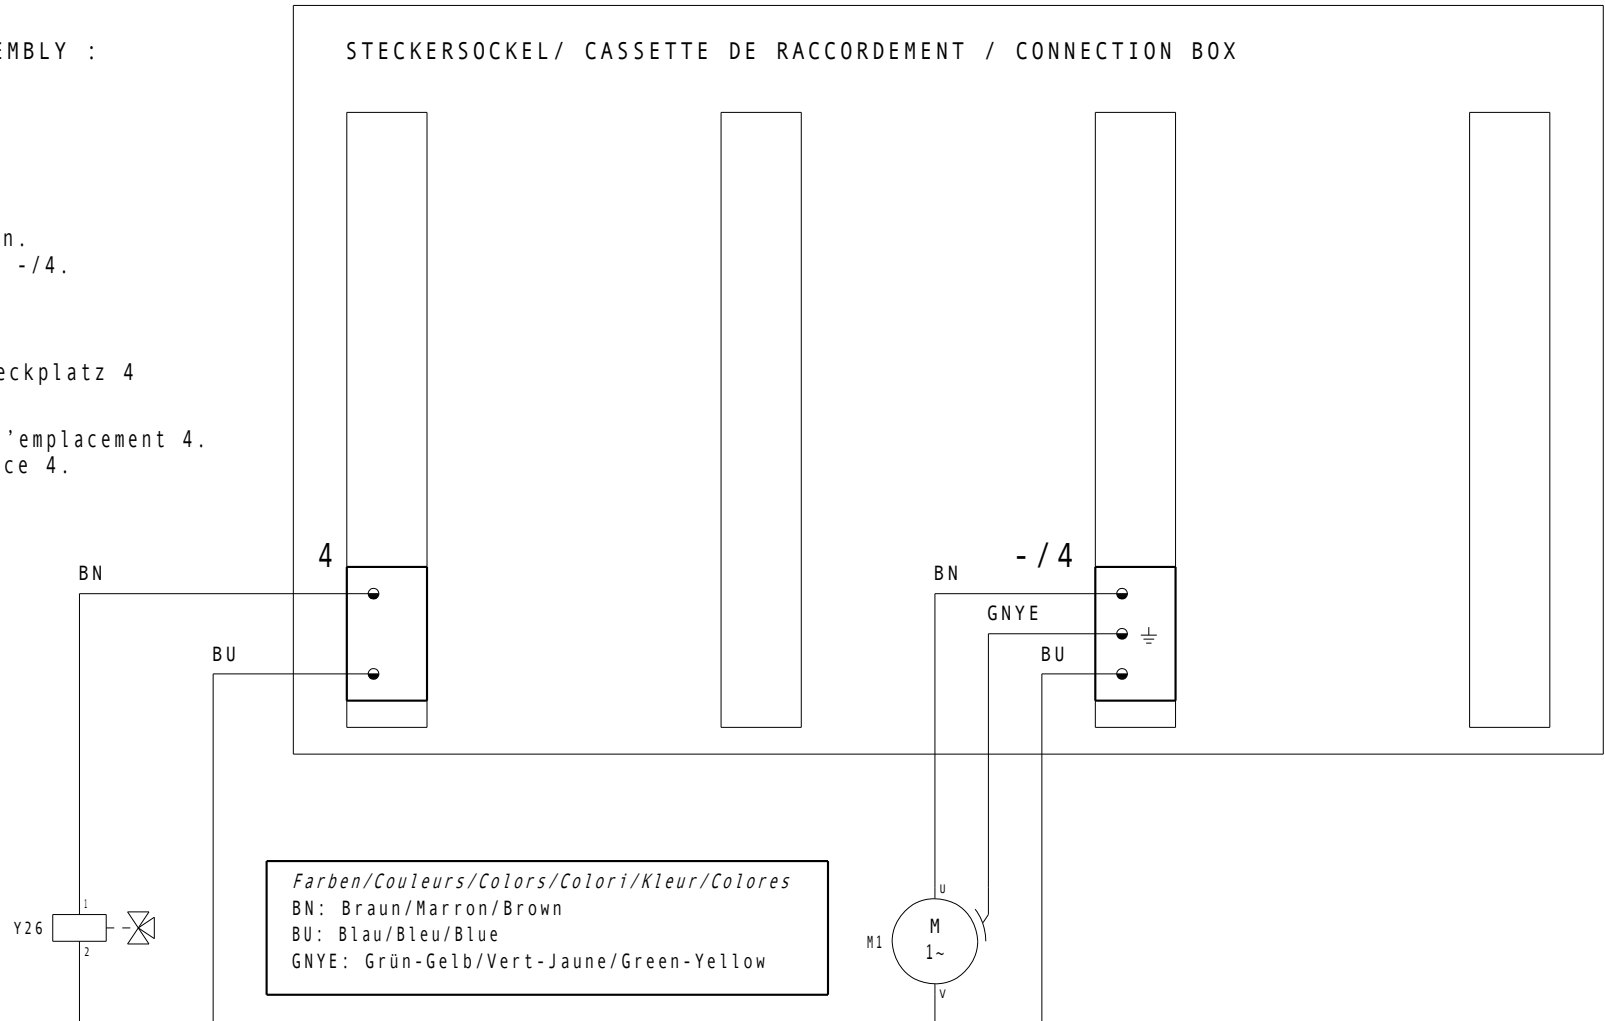 EMBLY :
STECKERSOCKEL/ CASSETTE DE RACCORDEMENT / CONNECTION BOX
n.
-/4.
eckplatz 4
'emplacement 4.
ce 4.
4
BN
BU
-/4
BN
GNYE
BU
Farben/Couleurs/Colors/Colori/Kleur/Colores
BN: Braun/Marron/Brown
BU: Blau/Bleu/Blue
GNYE: Grün-Gelb/Vert-Jaune/Green-Yellow
1
Y26
2
U
M1
M
1~
V